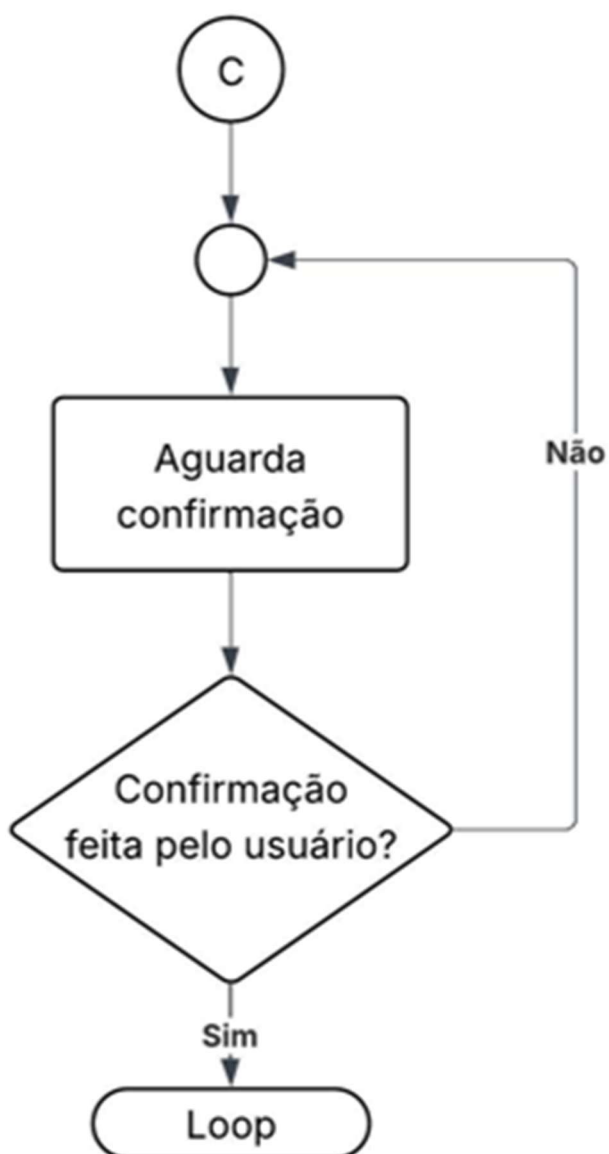 C
Aguarda
confirmação
Não
Confirmação
feita pelo usuário?
Sim
Loop